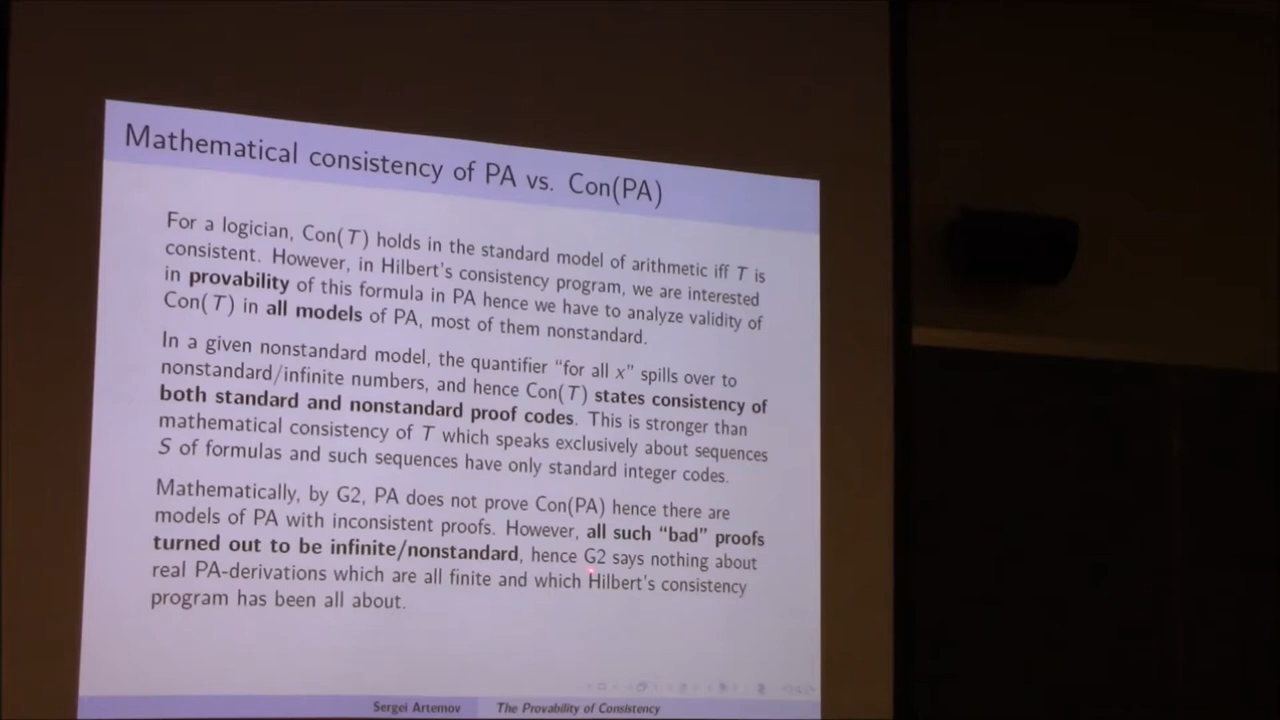 Mathematical consistency of PA vs. Con(PA)
For a logician, Con(T) holds in the standard model of arithmetic iff T is
consistent. However, in Hilbert's consistency program, we are interested
in provability of this formula in PA hence we have to analyze validity of
Con(T) in all models of PA, most of them nonstandard.
In a given nonstandard model, the quantifier "for all x" spills over to
nonstandard/infinite numbers, and hence Con(T) states consistency of
both standard and nonstandard proof codes. This is stronger than
mathematical consistency of T which speaks exclusively about sequences
S of formulas and such sequences have only standard integer codes.
Mathematically, by G2, PA does not prove Con(PA) hence there are
models of PA with inconsistent proofs. However, all such "bad" proofs
turned out to be infinite/nonstandard, hence G2 says nothing about
real PA-derivations which are all finite and which Hilbert's consistency
program has been all about.
Sergei Artemov The Provability of Consistency